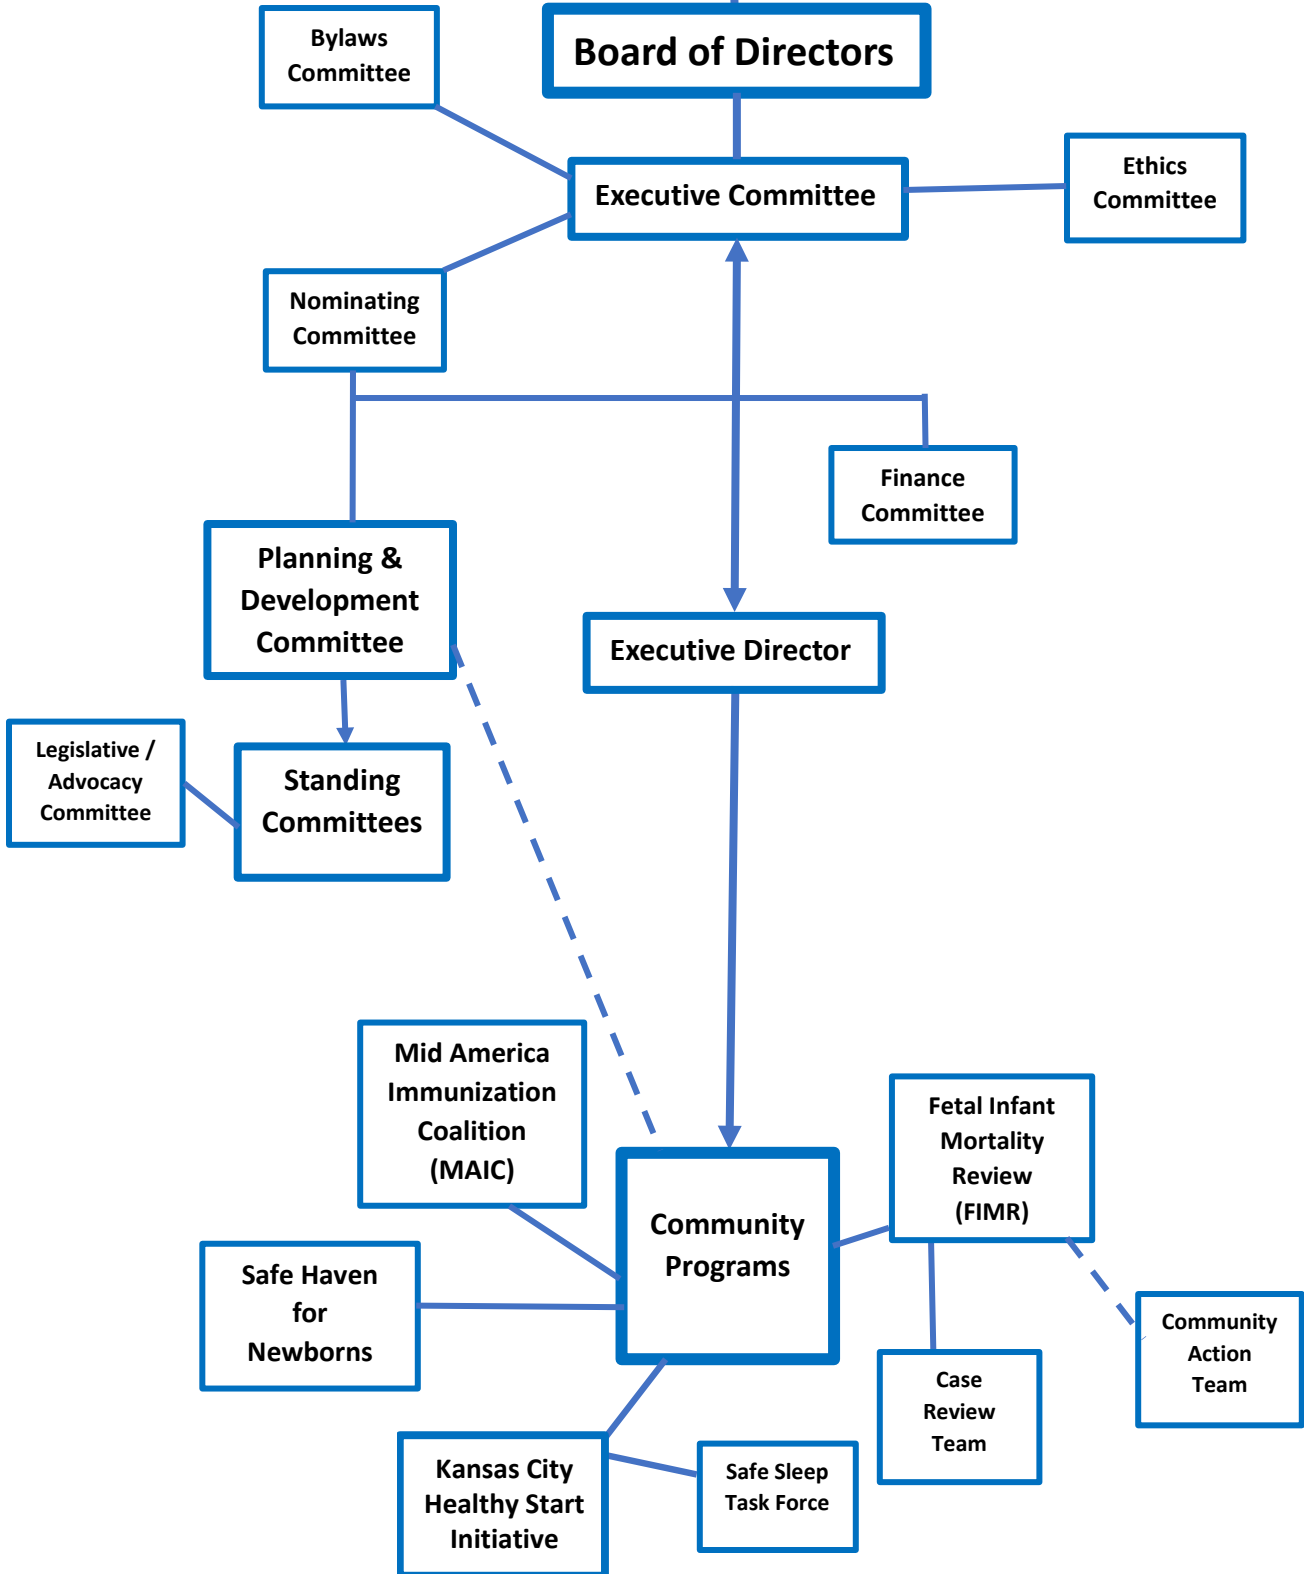 Bylaws
Committee
Board of Directors
Executive Committee
Ethics
Committee
Nominating
Committee
Finance
Committee
Planning &
Development
Committee
Executive Director
Legislative /
Advocacy
Committee
Standing
Committees
Mid America
Immunization
Coalition
(MAIC)
Fetal Infant
Mortality
Review
(FIMR)
Community
Programs
Safe Haven
for
Newborns
Community
Action
Team
Case
Review
Team
Kansas City
Healthy Start
Initiative
Safe Sleep
Task Force